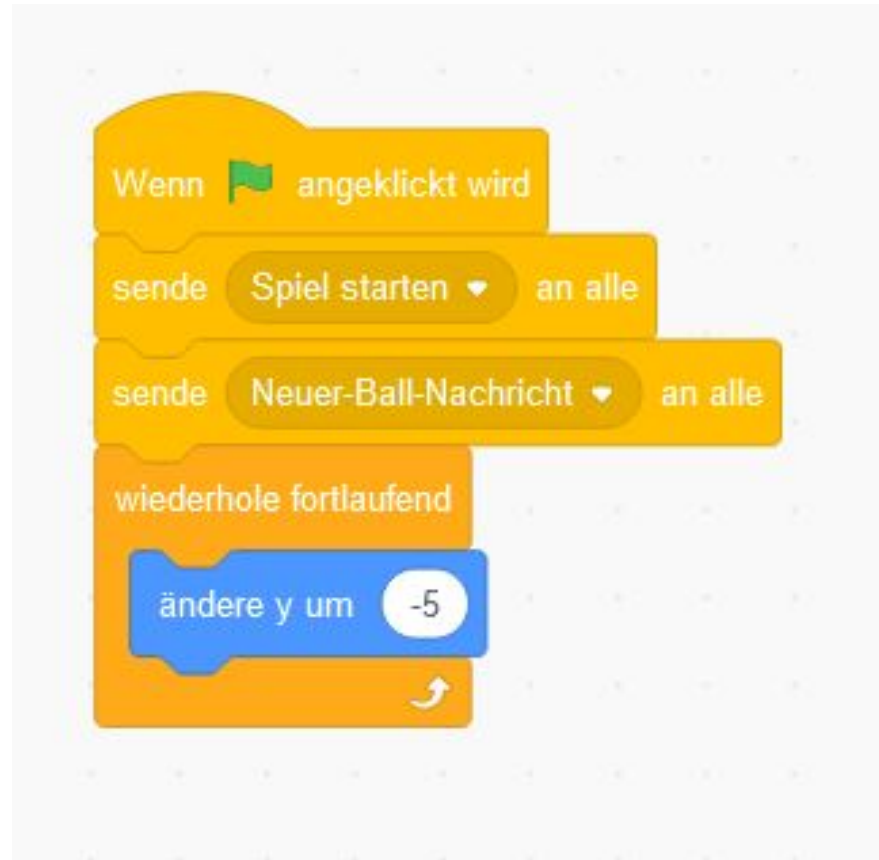 Wenn angeklickt wird
sende Spiel starten an alle
sende Neuer-Ball-Nachricht an alle
wiederhole fortlaufend
ändere y um -5